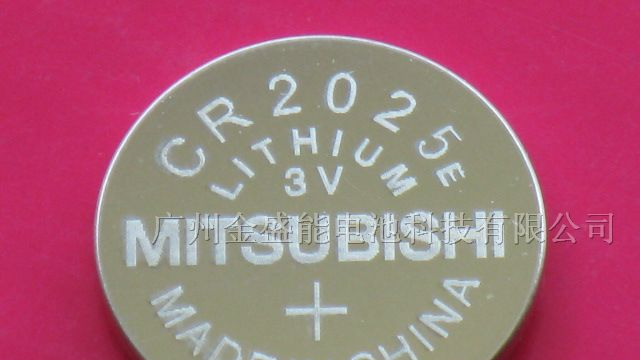 CR2025E
LITHIUM
3V
MITSUBISHI
广州金盛能电池科技有限公司
+
MADE CHINA